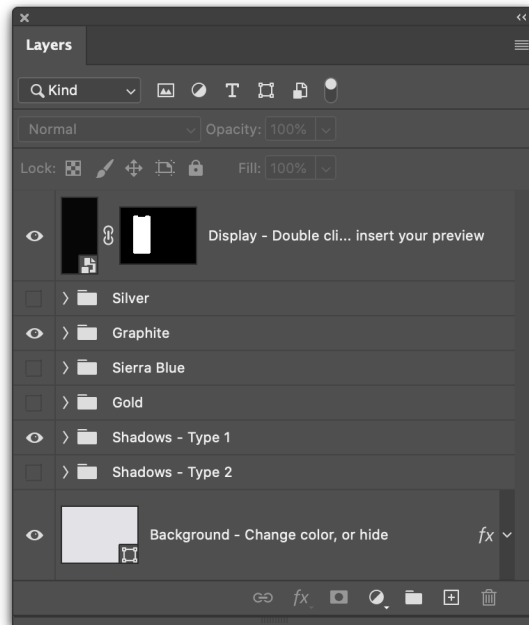 Layers
Kind
Normal Opacity: 100%
Lock: Fill: 100%
Display - Double cli... insert your preview
Silver
Graphite
Sierra Blue
Gold
Shadows - Type 1
Shadows - Type 2
Background - Change color, or hide fx
fx